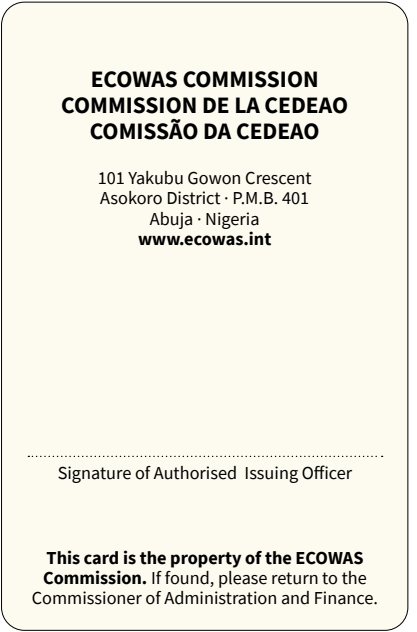 ECOWAS COMMISSION
COMMISSION DE LA CEDEAO
COMISSÃO DA CEDEAO
101 Yakubu Gowon Crescent
Asokoro District · P.M.B. 401
Abuja · Nigeria
www.ecowas.int
Signature of Authorised Issuing Officer
This card is the property of the ECOWAS
Commission. If found, please return to the
Commissioner of Administration and Finance.